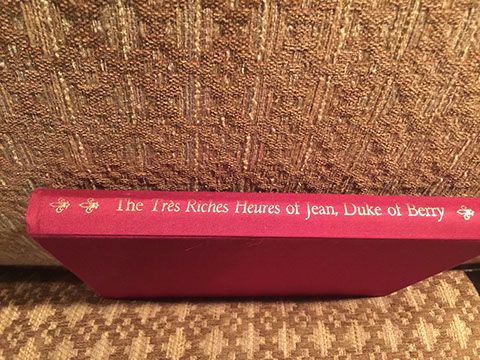 The Très Riches Heures of Jean, Duke of Berry